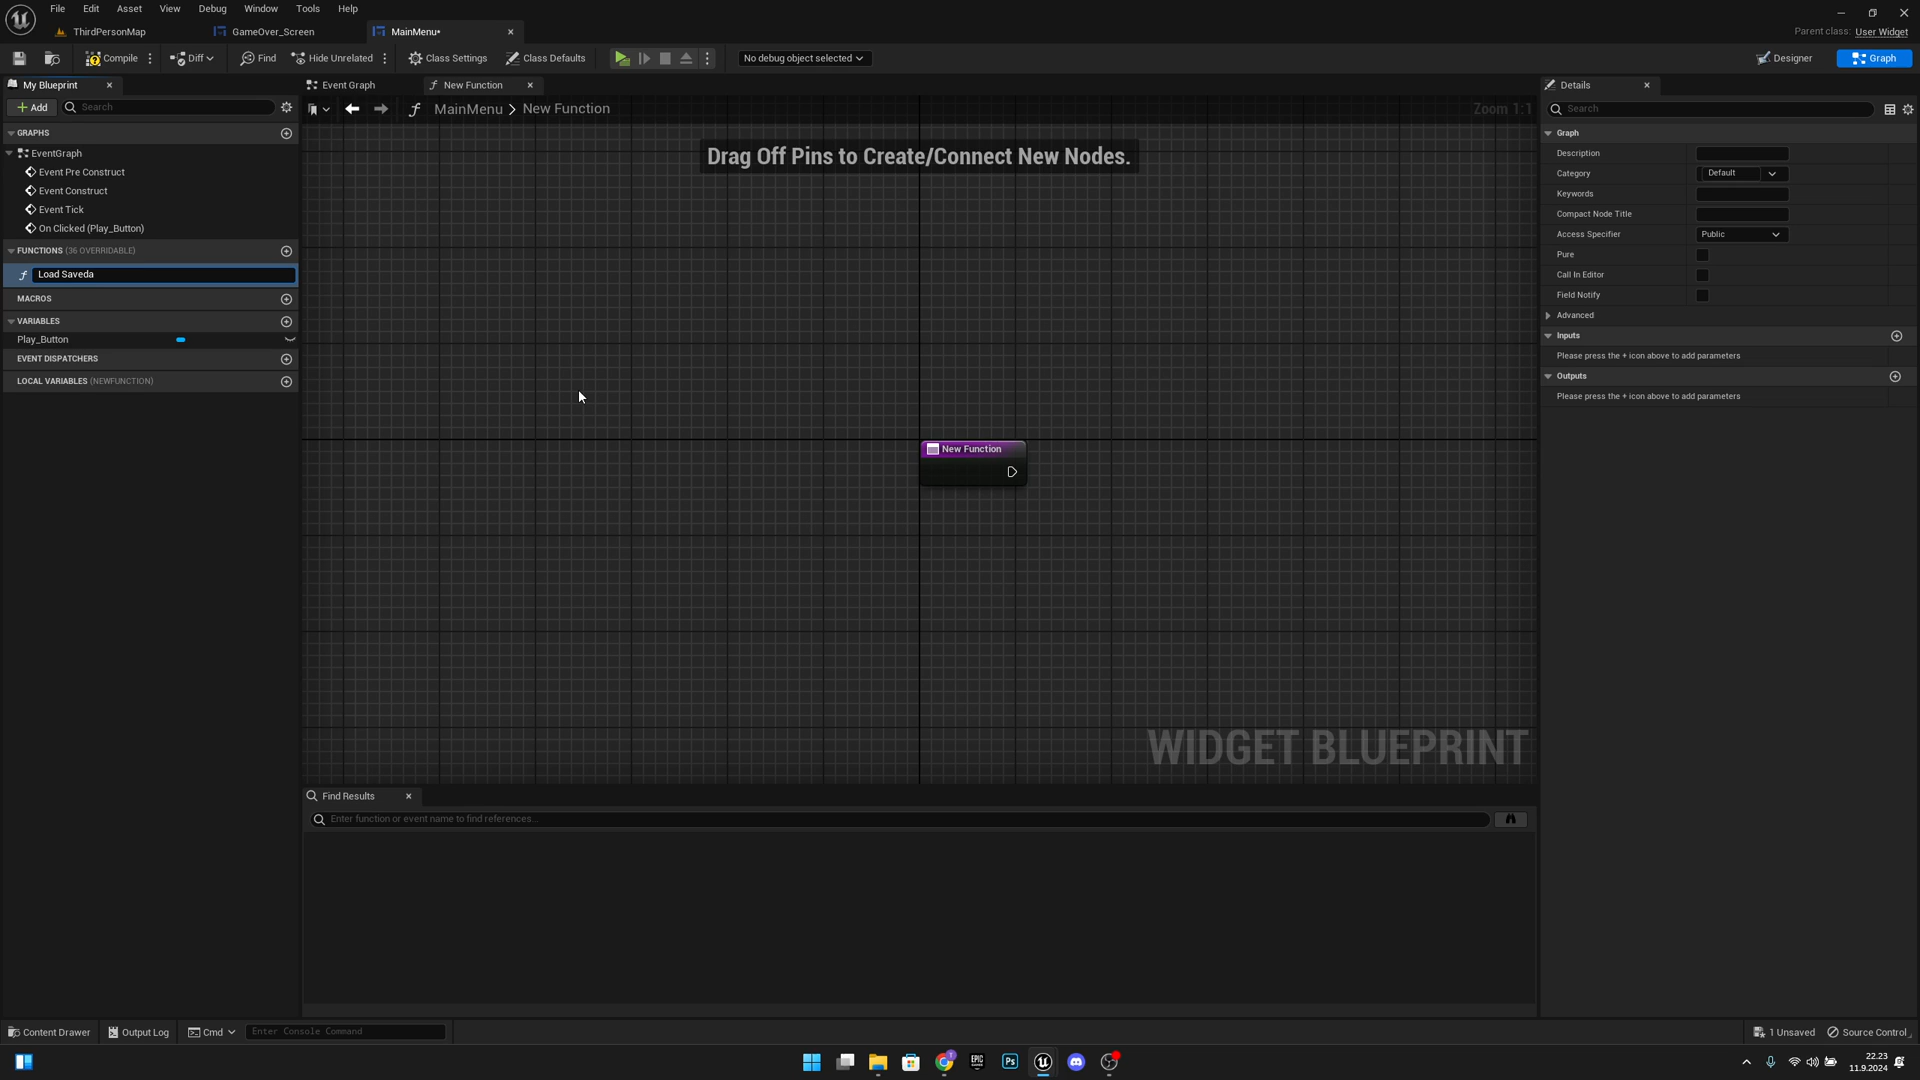 File Edit Asset View Debug Window Tools Help
ThirdPersonMap GameOver_Screen MainMenu*
Parent class: User Widget
Compile Diff Find Hide Unrelated Class Settings Class Defaults No debug object selected Designer Graph
My Blueprint
Add Search
GRAPHS
EventGraph
Event Pre Construct
Event Construct
Event Tick
On Clicked (Play_Button)
FUNCTIONS (36 OVERRIDABLE)
Load Saveda
MACROS
VARIABLES
Play_Button
EVENT DISPATCHERS
LOCAL VARIABLES (NEWFUNCTION)
Event Graph New Function
MainMenu > New Function
Zoom 1:1
Drag Off Pins to Create/Connect New Nodes.
New Function
WIDGET BLUEPRINT
Find Results
Enter function or event name to find references...
Details
Search
Graph
Description
Category Default
Keywords
Compact Node Title
Access Specifier Public
Pure
Call In Editor
Field Notify
Advanced
Inputs
Please press the + icon above to add parameters
Outputs
Please press the + icon above to add parameters
Content Drawer Output Log Cmd Enter Console Command 1 Unsaved Source Control
EPIC GAMES
Ps
22.23
11.9.2024